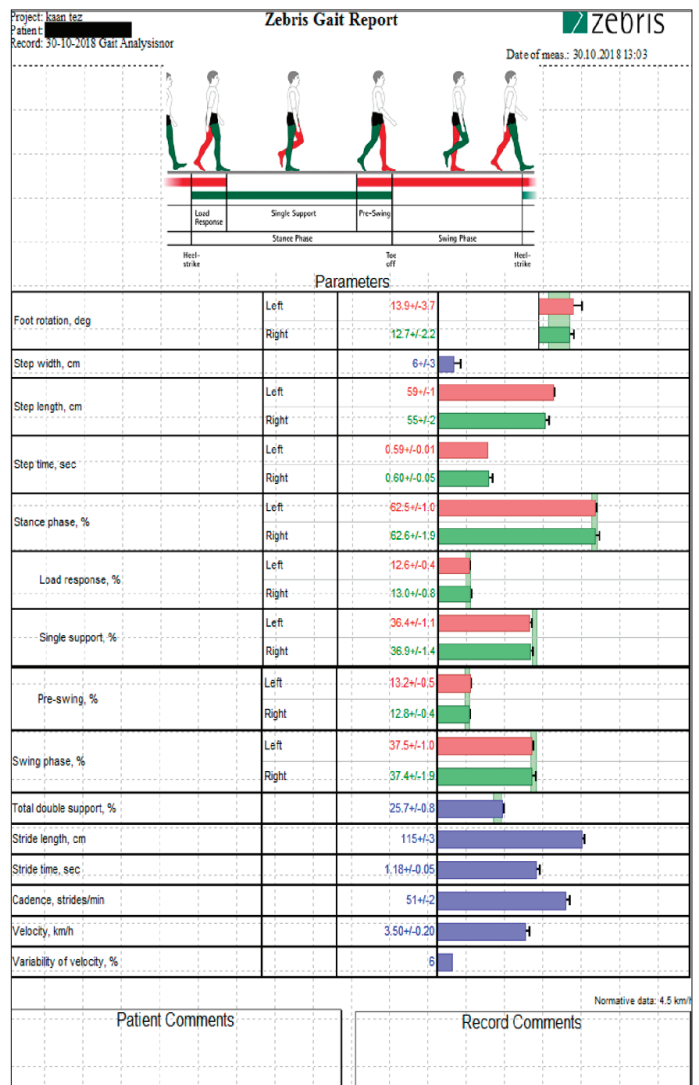 Project: kaan tez
Patient:
Record: 30-10-2018 Gait Analysisnor
Zebris Gait Report
zebris
Date of meas.: 30.10.2018 13:03
Load Response
Single Support
Pre-Swing
Stance Phase
Swing Phase
Heel-strike
Toe off
Heel-strike
Parameters
Foot rotation, deg
Left 13.9+/-3.7
Right 12.7+/-2.2
Step width, cm 6+/-3
Step length, cm
Left 59+/-1
Right 55+/-2
Step time, sec
Left 0.59+/-0.01
Right 0.60+/-0.05
Stance phase, %
Left 62.5+/-1.0
Right 62.6+/-1.9
Load response, %
Left 12.6+/-0.4
Right 13.0+/-0.8
Single support, %
Left 36.4+/-1.1
Right 36.9+/-1.4
Pre-swing, %
Left 13.2+/-0.5
Right 12.8+/-0.4
Swing phase, %
Left 37.5+/-1.0
Right 37.4+/-1.9
Total double support, % 25.7+/-0.8
Stride length, cm 115+/-3
Stride time, sec 1.18+/-0.05
Cadence, strides/min 51+/-2
Velocity, km/h 3.50+/-0.20
Variability of velocity, % 6
Normative data: 4.5 km/h
Patient Comments
Record Comments